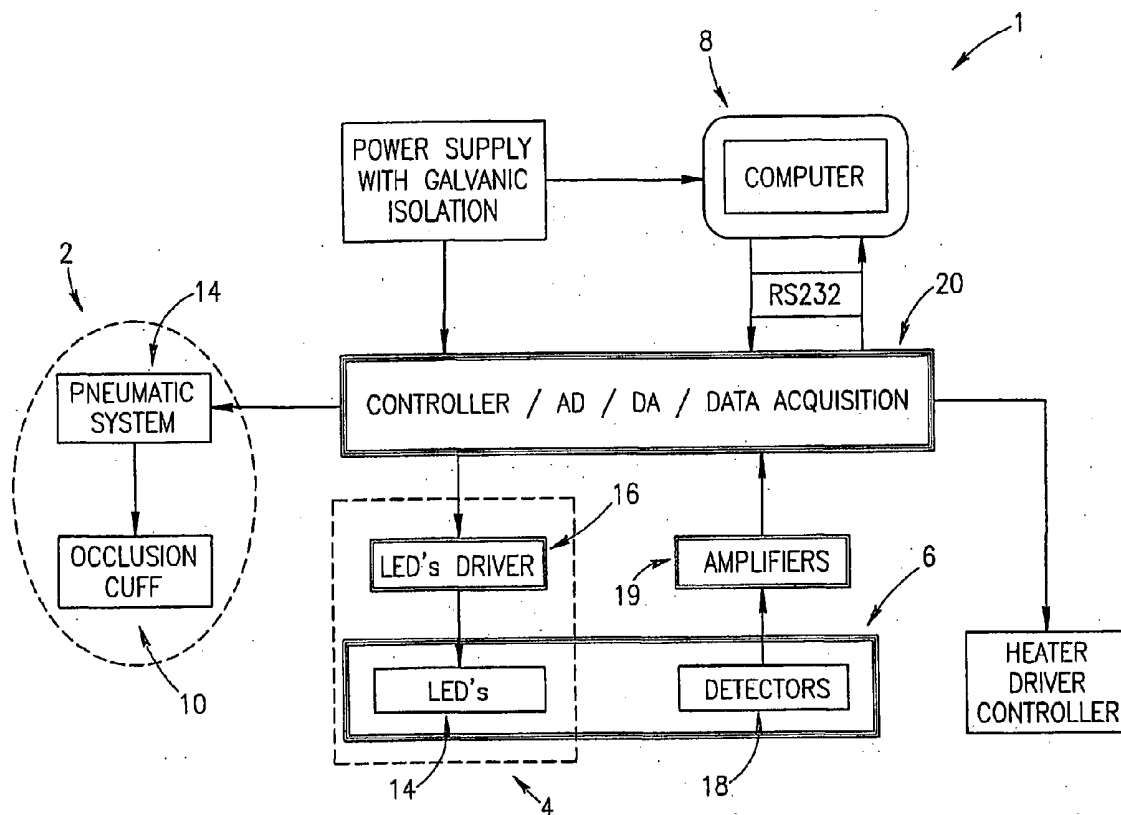 1
8
POWER SUPPLY
WITH GALVANIC
ISOLATION
COMPUTER
2
14
RS232
20
PNEUMATIC
SYSTEM
CONTROLLER / AD / DA / DATA ACQUISITION
16
OCCLUSION
CUFF
LED's DRIVER
AMPLIFIERS
19
6
10
LED's
DETECTORS
HEATER
DRIVER
CONTROLLER
14
4
18